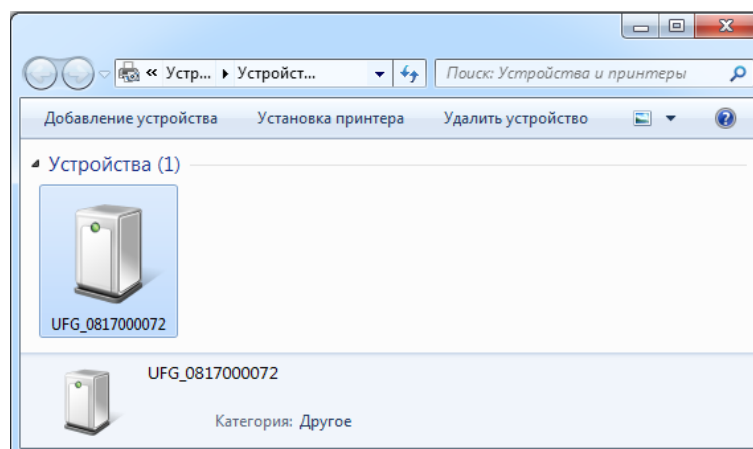 « Устр... Устройст... Поиск: Устройства и принтеры
Добавление устройства Установка принтера Удалить устройство
Устройства (1)
UFG_0817000072
UFG_0817000072
Категория: Другое